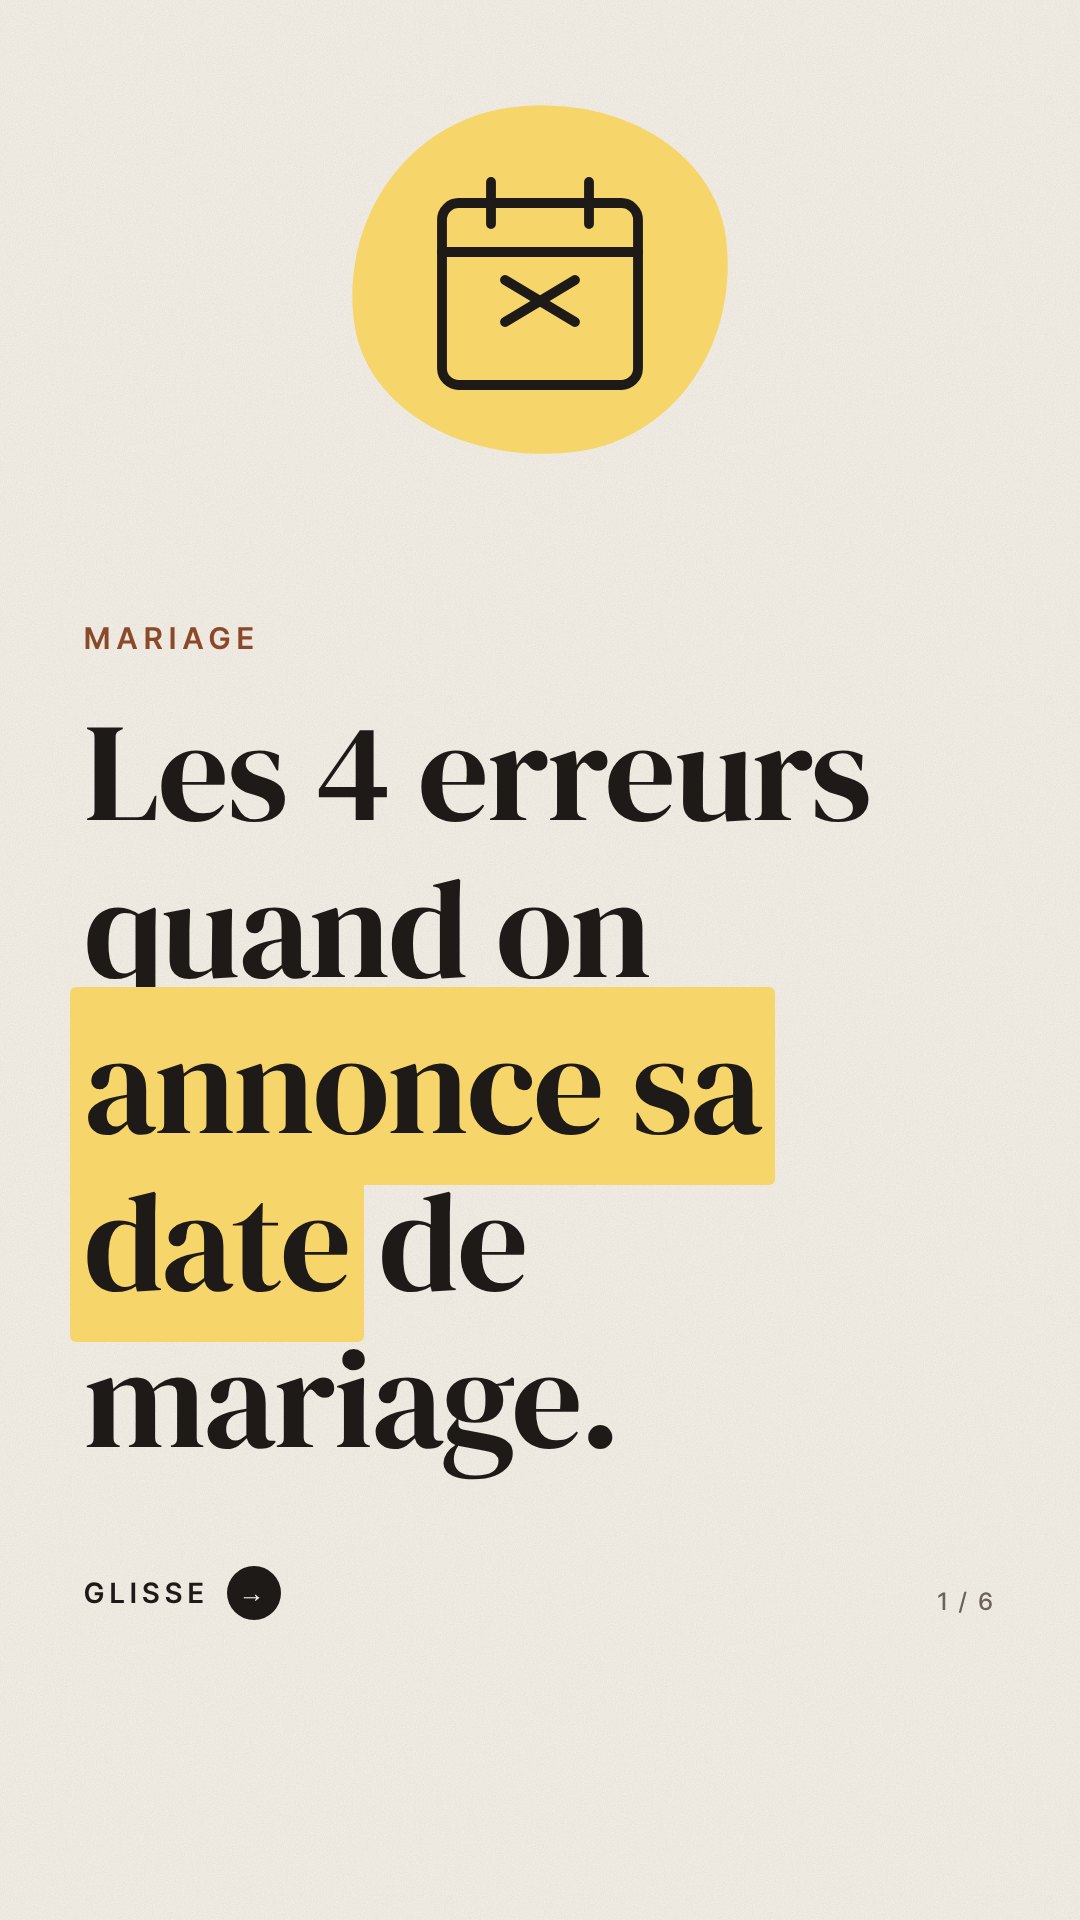 MARIAGE
Les 4 erreurs
quand on
annonce sa
date de
mariage.
GLISSE →
1 / 6